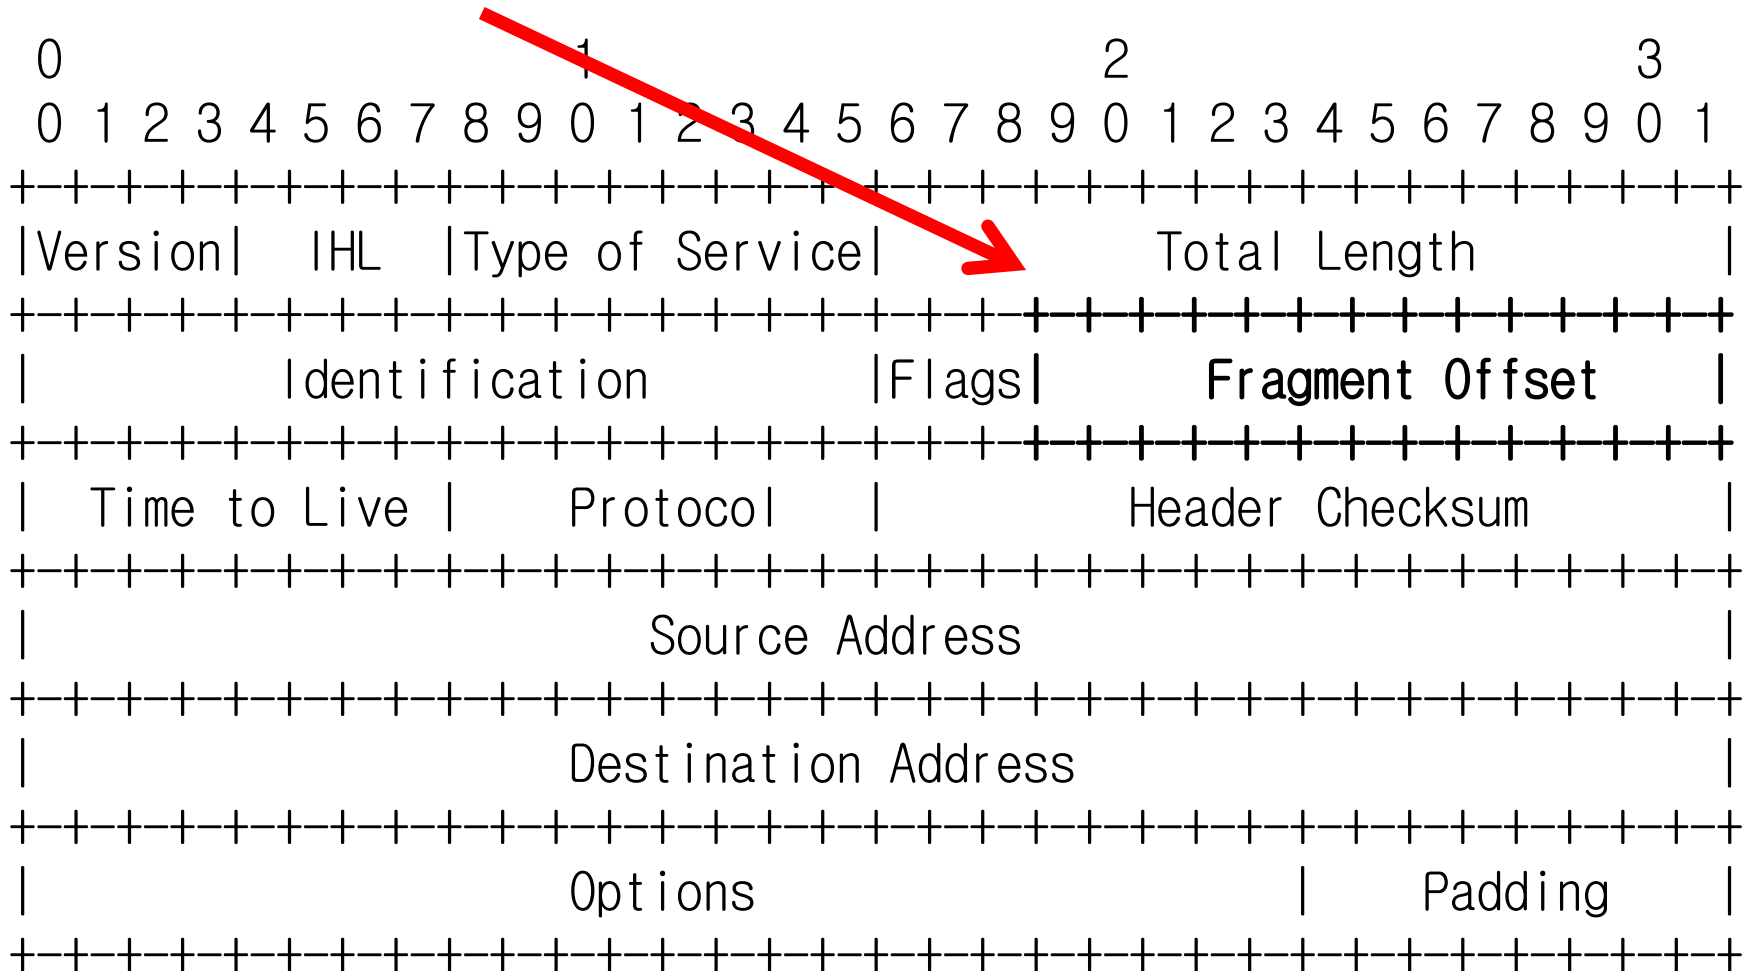 0                   1                   2                   3
0 1 2 3 4 5 6 7 8 9 0 1 2 3 4 5 6 7 8 9 0 1 2 3 4 5 6 7 8 9 0 1
+-+-+-+-+-+-+-+-+-+-+-+-+-+-+-+-+-+-+-+-+-+-+-+-+-+-+-+-+-+-+-+-+
|Version|  IHL  |Type of Service|          Total Length         |
+-+-+-+-+-+-+-+-+-+-+-+-+-+-+-+-+-+-+-+-+-+-+-+-+-+-+-+-+-+-+-+-+
|         Identification        |Flags|      Fragment Offset    |
+-+-+-+-+-+-+-+-+-+-+-+-+-+-+-+-+-+-+-+-+-+-+-+-+-+-+-+-+-+-+-+-+
|  Time to Live |    Protocol   |         Header Checksum       |
+-+-+-+-+-+-+-+-+-+-+-+-+-+-+-+-+-+-+-+-+-+-+-+-+-+-+-+-+-+-+-+-+
|                       Source Address                          |
+-+-+-+-+-+-+-+-+-+-+-+-+-+-+-+-+-+-+-+-+-+-+-+-+-+-+-+-+-+-+-+-+
|                    Destination Address                        |
+-+-+-+-+-+-+-+-+-+-+-+-+-+-+-+-+-+-+-+-+-+-+-+-+-+-+-+-+-+-+-+-+
|                    Options                    |    Padding    |
+-+-+-+-+-+-+-+-+-+-+-+-+-+-+-+-+-+-+-+-+-+-+-+-+-+-+-+-+-+-+-+-+